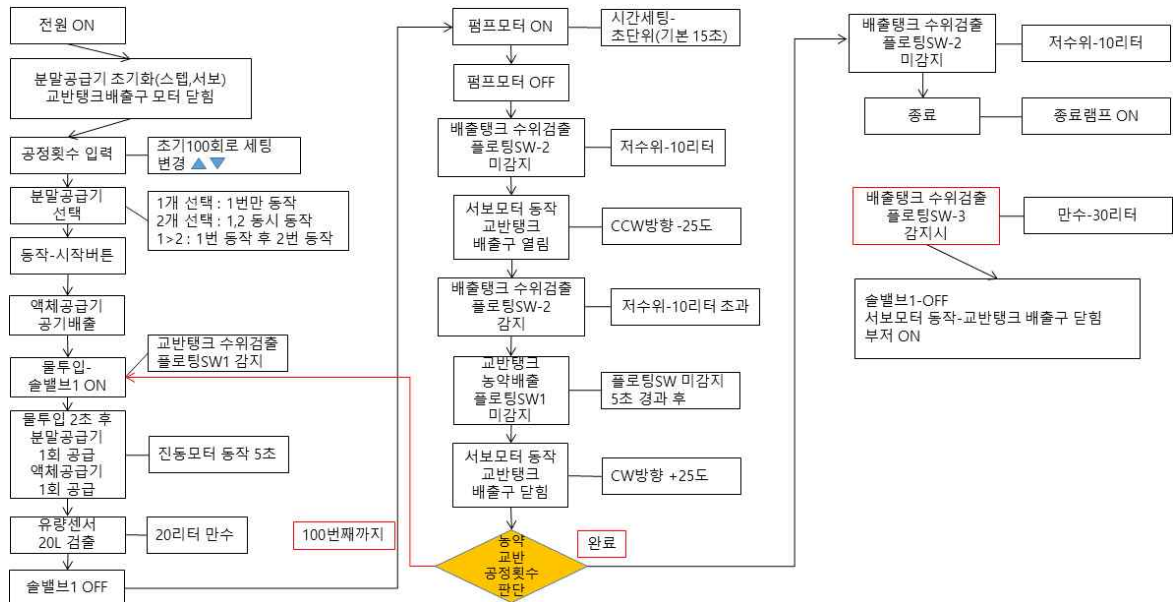 전원 ON
분말공급기 초기화(스텝,서보)
교반탱크배출구 모터 닫힘
공정횟수 입력
초기100회로 세팅
변경 ▲▼
분말공급기
선택
1개 선택 : 1번만 동작
2개 선택 : 1,2 동시 동작
1>2 : 1번 동작 후 2번 동작
동작-시작버튼
액체공급기
공기배출
교반탱크 수위검출
플로팅SW1 감지
물투입-
솔밸브1 ON
물투입 2초 후
분말공급기
1회 공급
액체공급기
1회 공급
진동모터 동작 5초
유량센서
20L 검출
20리터 만수
솔밸브1 OFF
100번째까지
펌프모터 ON
시간세팅-
초단위(기본 15초)
펌프모터 OFF
배출탱크 수위검출
플로팅SW-2
미감지
저수위-10리터
서보모터 동작
교반탱크
배출구 열림
CCW방향 -25도
배출탱크 수위검출
플로팅SW-2
감지
저수위-10리터 초과
교반탱크
농약배출
플로팅SW1
미감지
플로팅SW 미감지
5초 경과 후
서보모터 동작
교반탱크
배출구 닫힘
CW방향 +25도
농약
교반
공정횟수
판단
완료
배출탱크 수위검출
플로팅SW-2
미감지
저수위-10리터
종료
종료램프 ON
배출탱크 수위검출
플로팅SW-3
감지시
만수-30리터
솔밸브1-OFF
서보모터 동작-교반탱크 배출구 닫힘
부저 ON